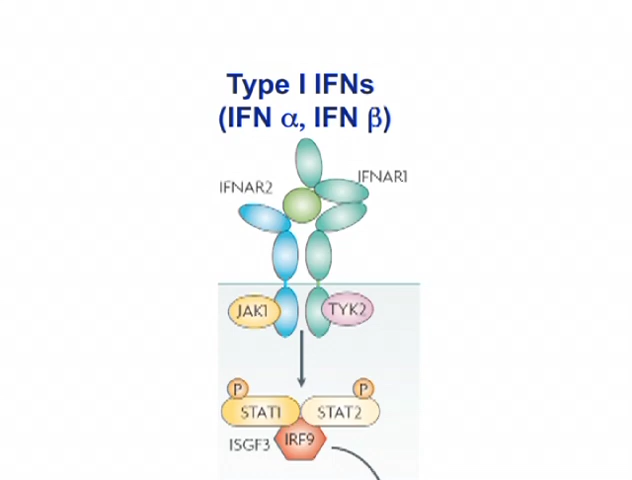 Type I IFNs
(IFN α, IFN β)
IFNAR2
IFNAR1
JAK1
TYK2
P
P
STAT1
STAT2
ISGF3
IRF9